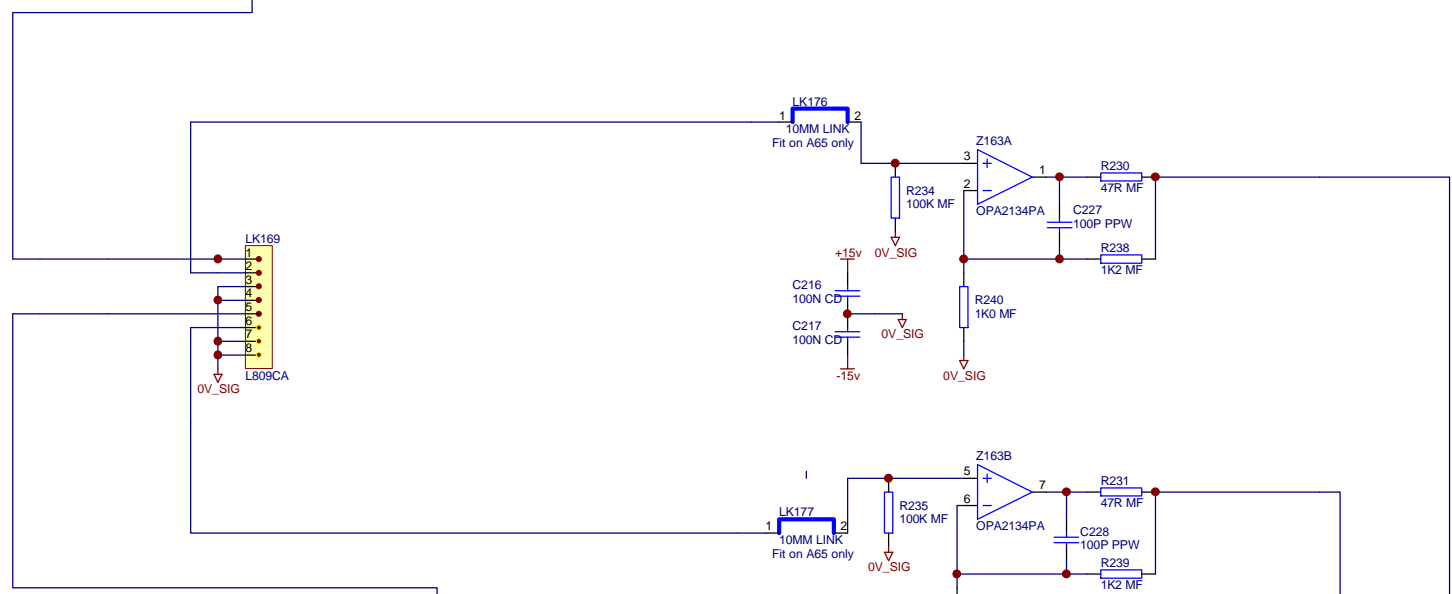 LK176
1
2
10MM LINK
Fit on A65 only
Z163A
3
2
1
OPA2134PA
R230
47R MF
R234
100K MF
0V_SIG
C227
100P PPW
R238
1K2 MF
LK169
1
2
3
4
5
6
7
8
L809CA
0V_SIG
+15v
C216
100N CD
C217
100N CD
0V_SIG
-15v
R240
1K0 MF
0V_SIG
Z163B
5
6
7
OPA2134PA
R231
47R MF
R235
100K MF
0V_SIG
LK177
1
2
10MM LINK
Fit on A65 only
C228
100P PPW
R239
1K2 MF